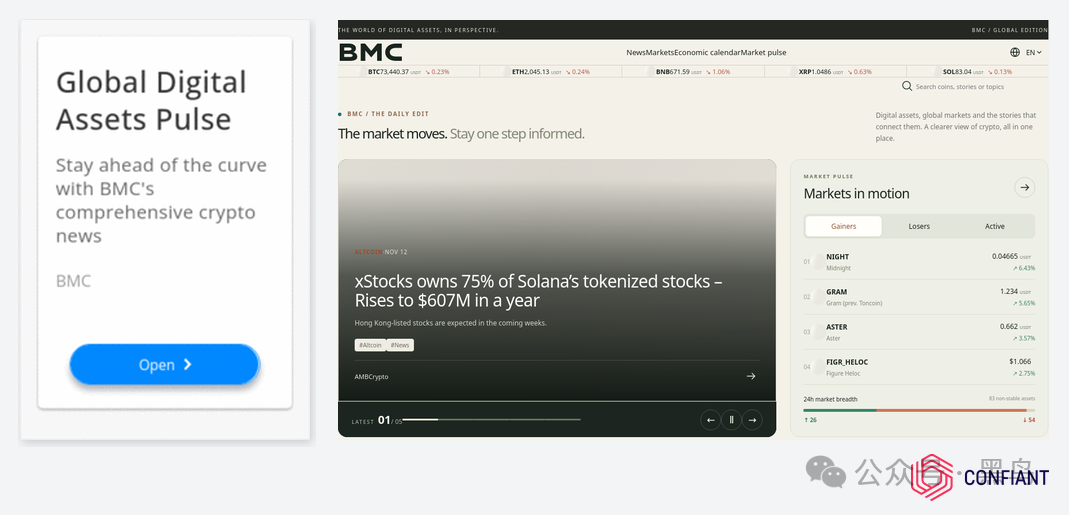 Global Digital
Assets Pulse
Stay ahead of the curve
with BMC's
comprehensive crypto
news
BMC
Open
THE WORLD OF DIGITAL ASSETS, IN PERSPECTIVE.
BMC / GLOBAL EDITION
BMC
NewsMarketsEconomic calendarMarket pulse
EN
BTC73,440.37 USDT ↘ 0.23%
ETH2,045.13 USDT ↘ 0.24%
BNB671.59 USDT ↘ 1.06%
XRP1.0486 USDT ↘ 0.63%
SOL83.04 USDT ↘ 0.13%
Search coins, stories or topics
BMC / THE DAILY EDIT
The market moves. Stay one step informed.
Digital assets, global markets and the stories that
connect them. A clearer view of crypto, all in one
place.
ALTCOIN NOV 12
xStocks owns 75% of Solana's tokenized stocks –
Rises to $607M in a year
Hong Kong-listed stocks are expected in the coming weeks.
#Altcoin #News
AMBCrypto →
LATEST 01 / 05
← →
MARKET PULSE
Markets in motion →
Gainers Losers Active
01 NIGHT 0.04665 USDT
Midnight ↗ 6.43%
02 GRAM 1.234 USDT
Gram (prev. Toncoin) ↗ 5.65%
03 ASTER 0.662 USDT
Aster ↗ 3.57%
04 FIGR_HELOC $1.066
Figure Heloc ↗ 2.75%
24h market breadth 83 non-stable assets
↑ 26 ↓ 54
公众号 · 黑鸟
CONFIANT